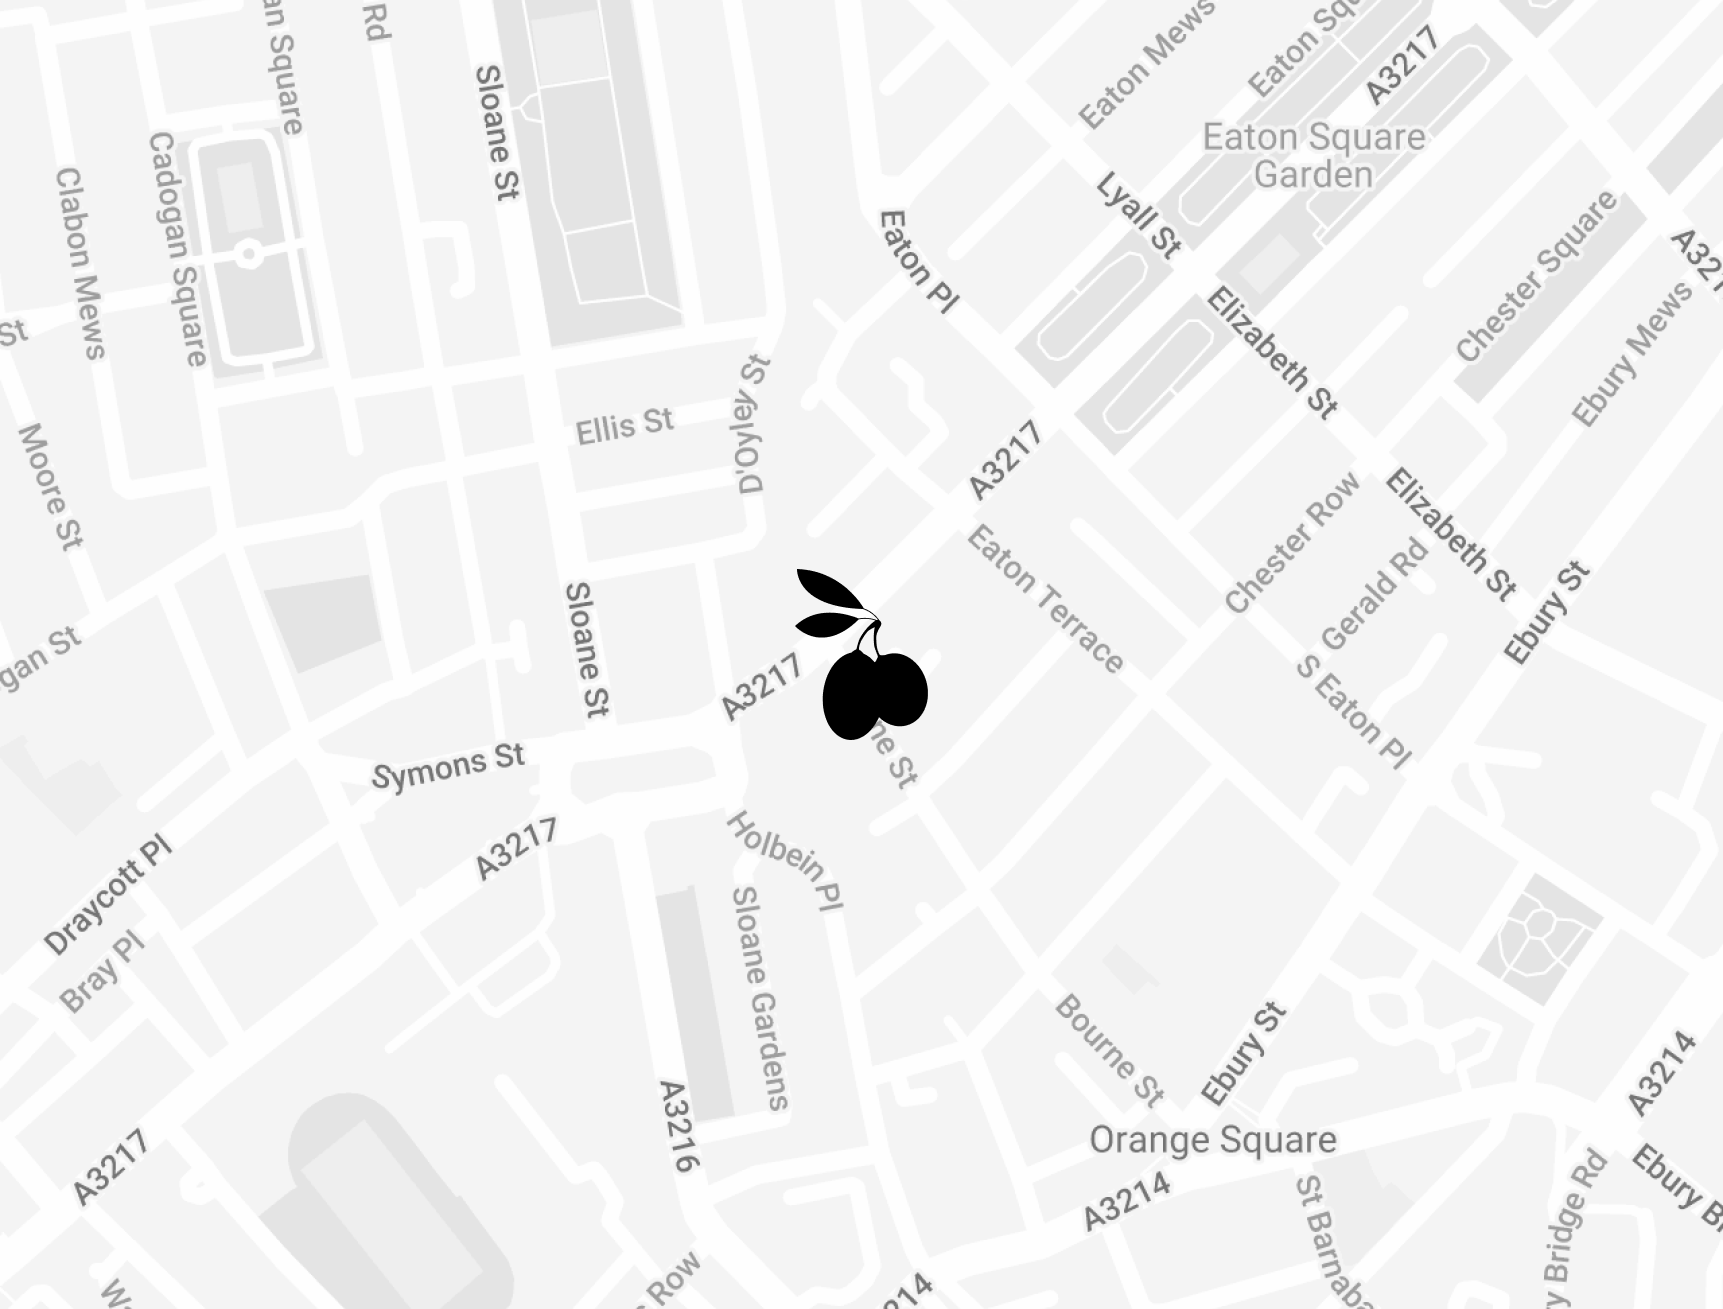 an Square
Rd
Sloane St
Eaton Mews
Eaton Squ
A3217
Eaton Square
Garden
Cadogan Square
Clabon Mews
Lyall St
Eaton Pl
Chester Square
A321
Ebury Mews
Elizabeth St
St
D'Oyley St
Ellis St
Moore St
A3217
Chester Row
Elizabeth St
Eaton Terrace
Gerald Rd
Ebury St
Sloane St
gan St
A3217
S Eaton Pl
ne St
Symons St
A3217
Holbein Pl
Draycott Pl
Bray Pl
Sloane Gardens
Bourne St
Ebury St
A3214
A3216
Orange Square
A3217
A3214
Ebury B
y Bridge Rd
St Barnaba
W
Row
214